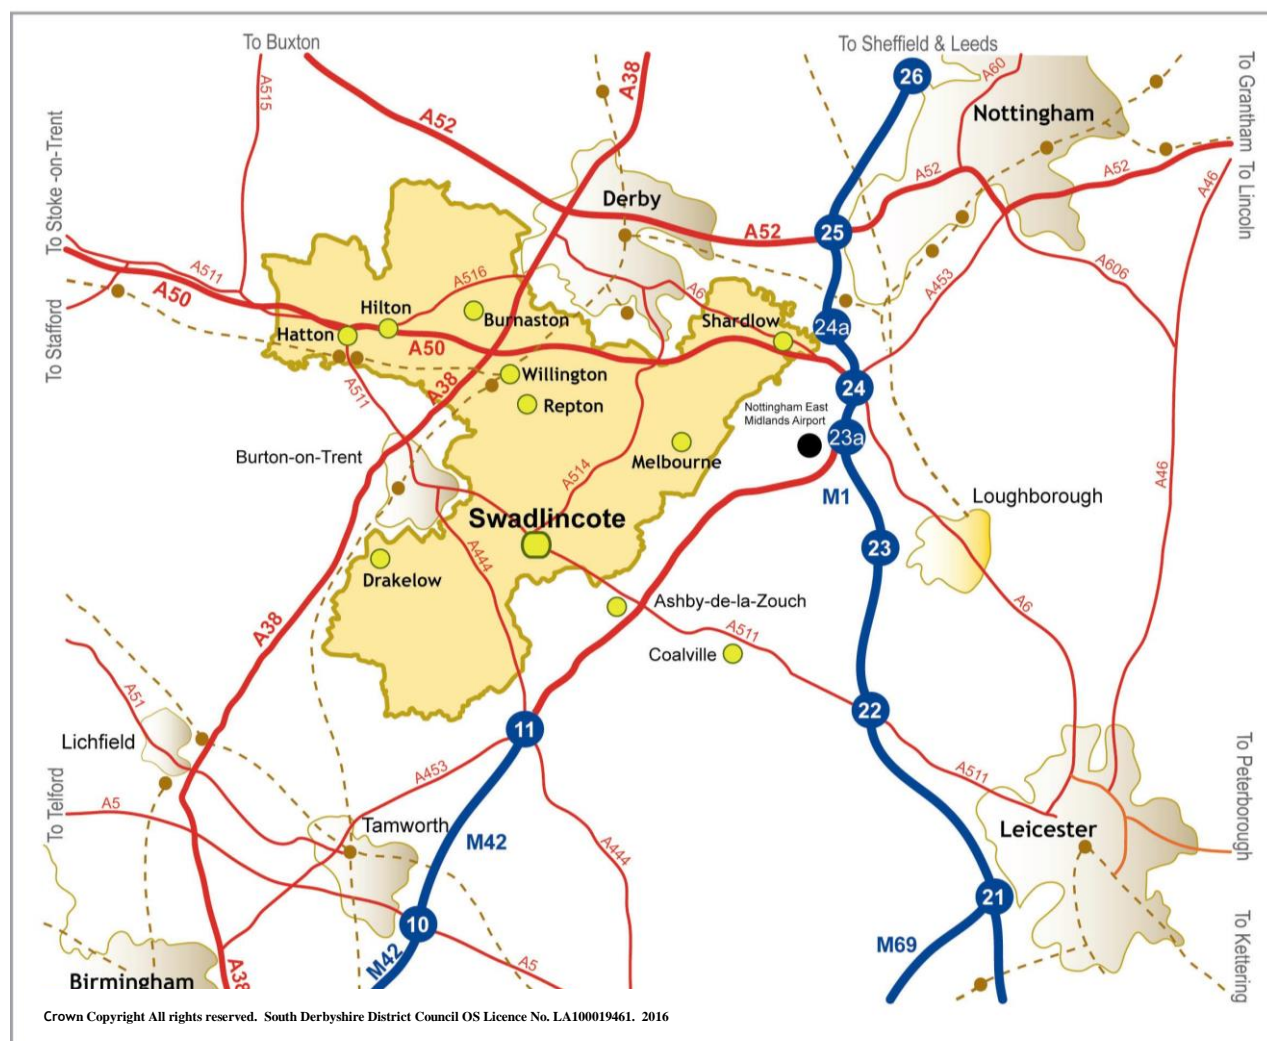 To Buxton
To Sheffield & Leeds
To Grantham
To Lincoln
To Stoke -on-Trent
To Stafford
To Telford
To Peterborough
To Kettering
A515
A52
A38
26
A60
Nottingham
A52
A52
A46
Derby
A52
25
A511
A50
A516
A6
A453
A606
Hilton
Burnaston
Shardlow
24a
Hatton
A50
A38
Willington
24
A511
Repton
Nottingham East
Midlands Airport
23a
Burton-on-Trent
Melbourne
A514
M1
A46
Loughborough
Swadlincote
23
A444
Drakelow
Ashby-de-la-Zouch
A6
A38
A511
Coalville
A51
22
11
Lichfield
A453
A511
A5
Tamworth
M42
Leicester
A444
21
10
M69
M42
A5
A38
Birmingham
Crown Copyright All rights reserved. South Derbyshire District Council OS Licence No. LA100019461. 2016